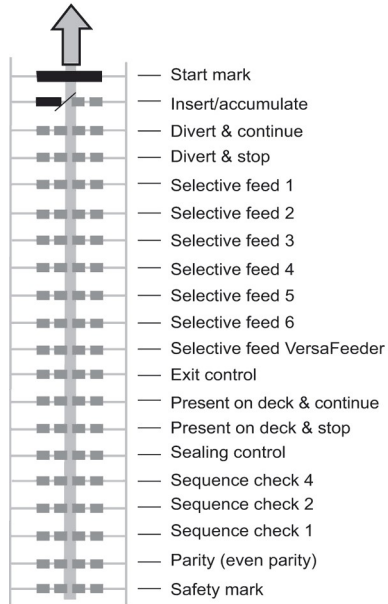 Start mark
Insert/accumulate
Divert & continue
Divert & stop
Selective feed 1
Selective feed 2
Selective feed 3
Selective feed 4
Selective feed 5
Selective feed 6
Selective feed VersaFeeder
Exit control
Present on deck & continue
Present on deck & stop
Sealing control
Sequence check 4
Sequence check 2
Sequence check 1
Parity (even parity)
Safety mark